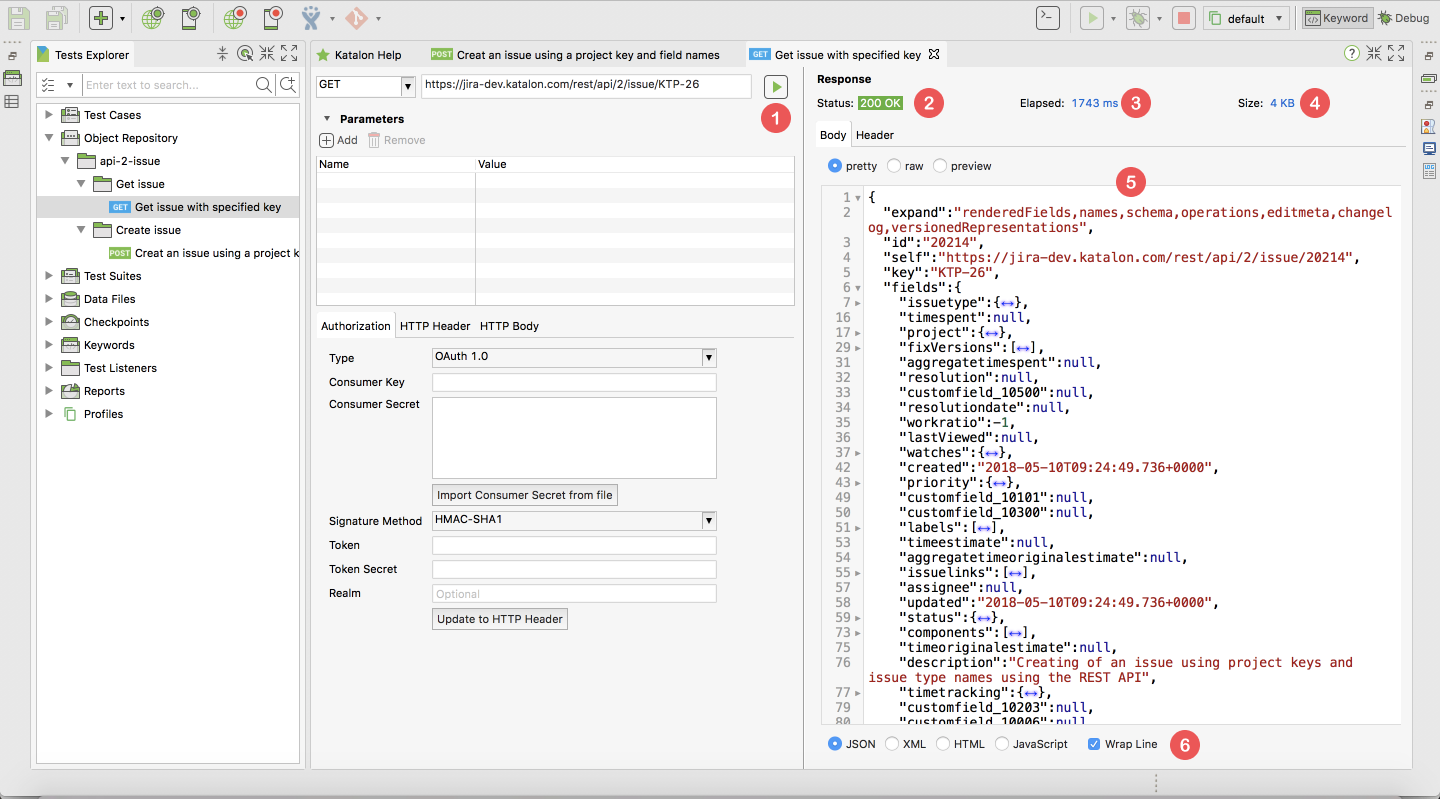 default
Keyword
Debug
Tests Explorer
Enter text to search...
Test Cases
Object Repository
api-2-issue
Get issue
GET Get issue with specified key
Create issue
POST Creat an issue using a project k
Test Suites
Data Files
Checkpoints
Keywords
Test Listeners
Reports
Profiles
Katalon Help
POST Creat an issue using a project key and field names
GET Get issue with specified key
GET
https://jira-dev.katalon.com/rest/api/2/issue/KTP-26
1
Parameters
Add
Remove
Name Value
Authorization HTTP Header HTTP Body
Type OAuth 1.0
Consumer Key
Consumer Secret
Import Consumer Secret from file
Signature Method HMAC-SHA1
Token
Token Secret
Realm Optional
Update to HTTP Header
?
Response
Status: 200 OK 2 Elapsed: 1743 ms 3 Size: 4 KB 4
Body Header
pretty raw preview
5
1 {
2 "expand":"renderedFields,names,schema,operations,editmeta,changel
og,versionedRepresentations",
3 "id":"20214",
4 "self":"https://jira-dev.katalon.com/rest/api/2/issue/20214",
5 "key":"KTP-26",
6 "fields":{
7 "issuetype":{↔},
16 "timespent":null,
17 "project":{↔},
29 "fixVersions":[↔],
31 "aggregatetimespent":null,
32 "resolution":null,
33 "customfield_10500":null,
34 "resolutiondate":null,
35 "workratio":-1,
36 "lastViewed":null,
37 "watches":{↔},
42 "created":"2018-05-10T09:24:49.736+0000",
43 "priority":{↔},
49 "customfield_10101":null,
50 "customfield_10300":null,
51 "labels":[↔],
53 "timeestimate":null,
54 "aggregatetimeoriginalestimate":null,
55 "issuelinks":[↔],
57 "assignee":null,
58 "updated":"2018-05-10T09:24:49.736+0000",
59 "status":{↔},
73 "components":[↔],
75 "timeoriginalestimate":null,
76 "description":"Creating of an issue using project keys and
issue type names using the REST API",
77 "timetracking":{↔},
79 "customfield_10203":null,
80 "customfield_10006":null
JSON XML HTML JavaScript Wrap Line 6